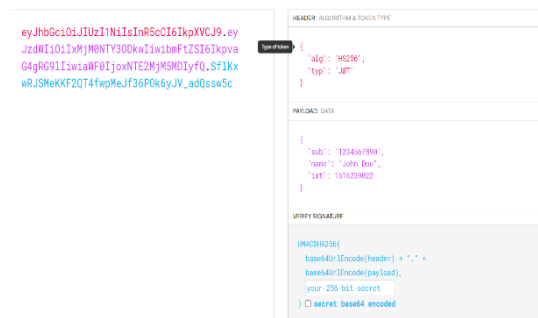 eyJhbGciOiJIUzI1NiIsInR5cCI6IkpXVCJ9.ey
JzdWIiOiIxMjM0NTY3ODkwIiwibmFtZSI6Ikpva
G4gRG9lIiwiaWF0IjoxNTE2MjM5MDIyfQ.SflKx
wRJSMeKKF2QT4fwpMeJf36POk6yJV_adQssw5c
HEADER: ALGORITHM & TOKEN TYPE
Type of token
{
"alg": "HS256",
"typ": "JWT"
}
PAYLOAD: DATA
{
"sub": "1234567890",
"name": "John Doe",
"iat": 1516239022
}
VERIFY SIGNATURE
HMACSHA256(
base64UrlEncode(header) + "." +
base64UrlEncode(payload),
your-256-bit-secret
) secret base64 encoded